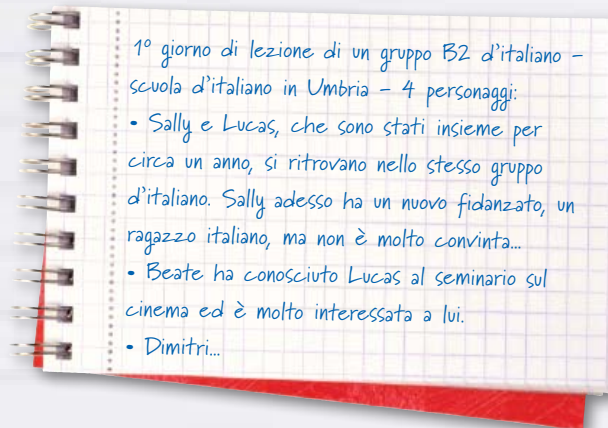 1° giorno di lezione di un gruppo B2 d'italiano –
scuola d'italiano in Umbria – 4 personaggi:
• Sally e Lucas, che sono stati insieme per
circa un anno, si ritrovano nello stesso gruppo
d'italiano. Sally adesso ha un nuovo fidanzato, un
ragazzo italiano, ma non è molto convinta...
• Beate ha conosciuto Lucas al seminario sul
cinema ed è molto interessata a lui.
• Dimitri...